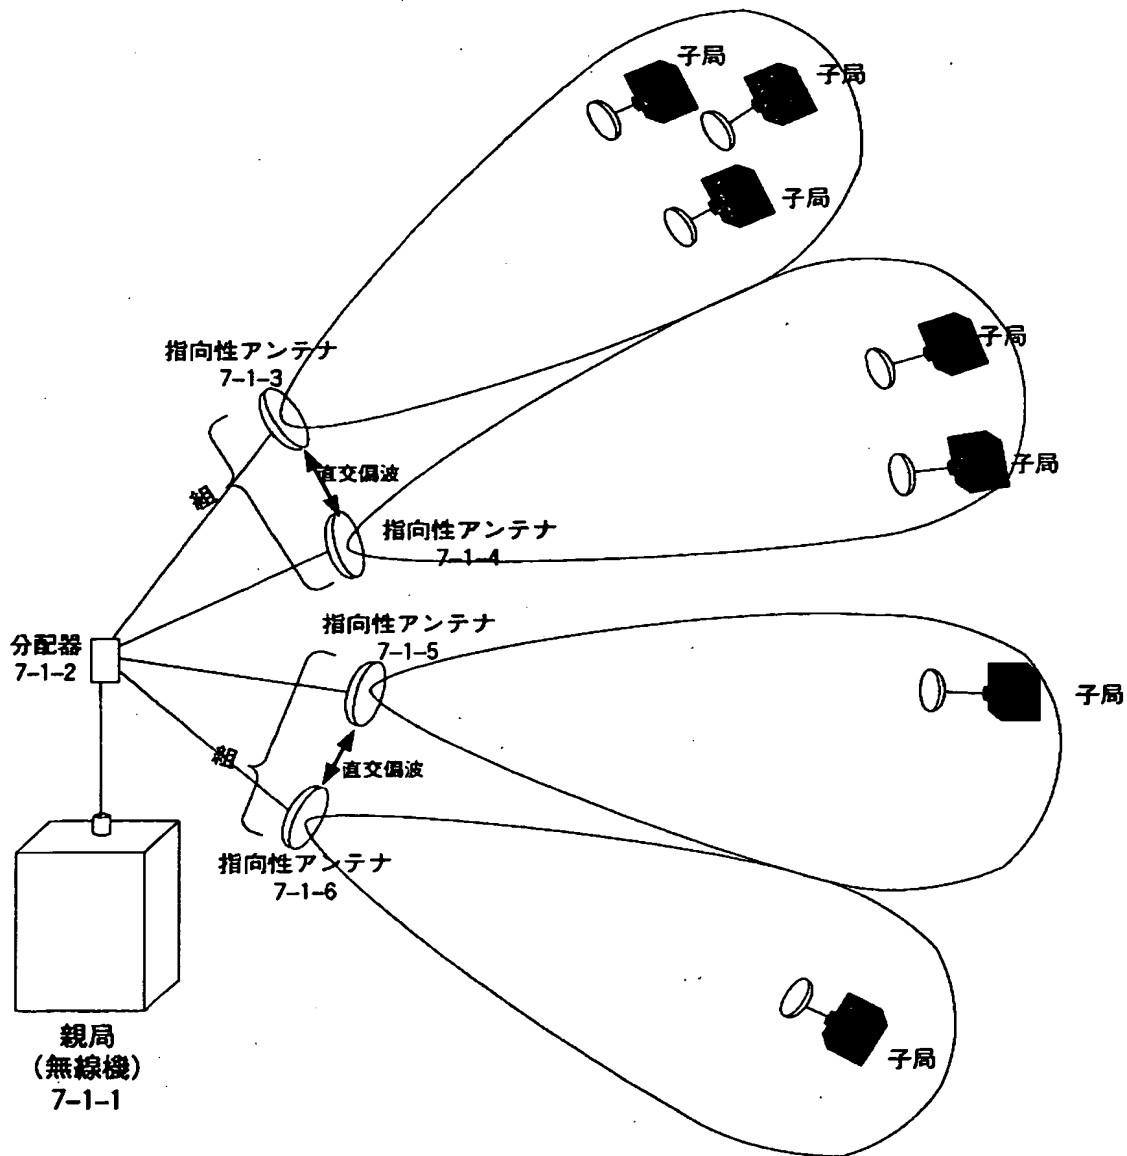 子局
子局
子局
指向性アンテナ
7-1-3
子局
直交偏波
子局
組
指向性アンテナ
7-1-4
指向性アンテナ
7-1-5
分配器
7-1-2
子局
組
直交偏波
指向性アンテナ
7-1-6
親局
(無線機)
7-1-1
子局